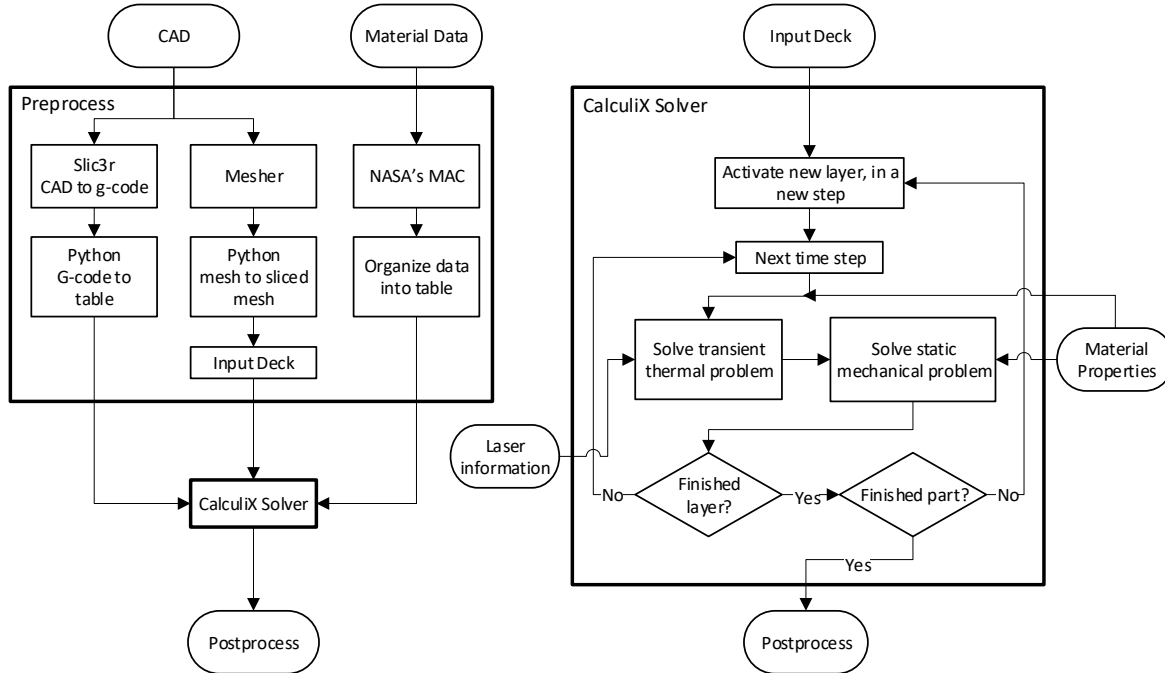 CAD
Material Data
Preprocess
Slic3r
CAD to g-code
Mesher
NASA's MAC
Python
G-code to
table
Python
mesh to sliced
mesh
Organize data
into table
Input Deck
CalculiX Solver
Postprocess
Input Deck
CalculiX Solver
Activate new layer, in a
new step
Next time step
Solve transient
thermal problem
Solve static
mechanical problem
Material
Properties
Laser
information
Finished
layer?
No
Yes
Finished part?
No
Yes
Postprocess